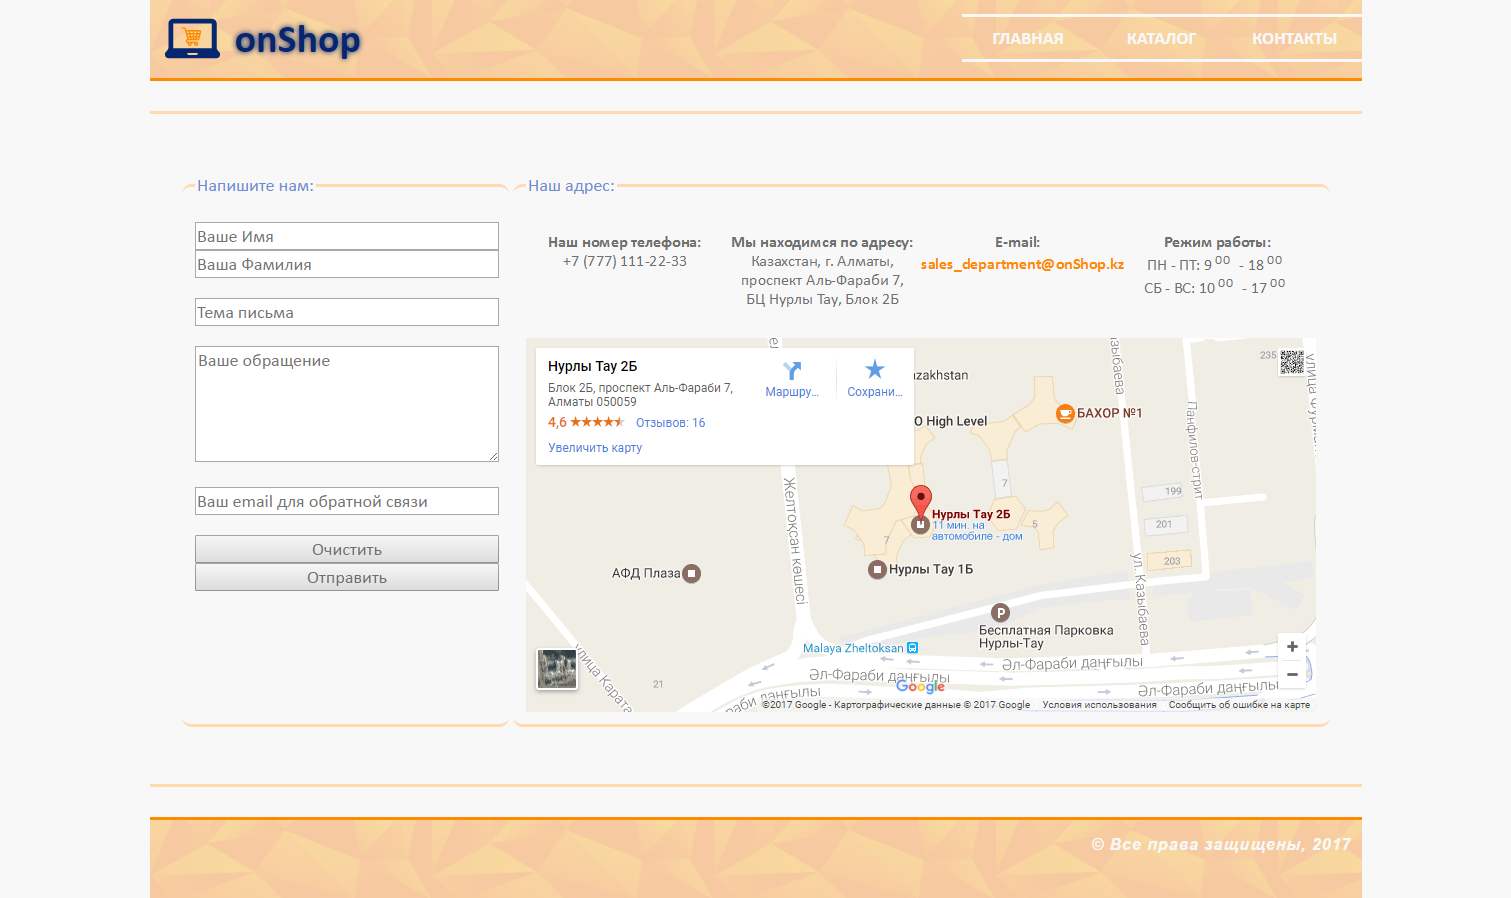 onShop
ГЛАВНАЯ КАТАЛОГ КОНТАКТЫ
Напишите нам:
Ваше Имя
Ваша Фамилия
Тема письма
Ваше обращение
Ваш email для обратной связи
Очистить
Отправить
Наш адрес:
Наш номер телефона:
+7 (777) 111-22-33
Мы находимся по адресу:
Казахстан, г. Алматы,
проспект Аль-Фараби 7,
БЦ Нурлы Тау, Блок 2Б
E-mail:
sales_department@onShop.kz
Режим работы:
ПН - ПТ: 9 00 - 18 00
СБ - ВС: 10 00 - 17 00
Нурлы Тау 2Б
Блок 2Б, проспект Аль-Фараби 7,
Алматы 050059
4,6 Отзывов: 16
Увеличить карту
Маршру...
Сохрани...
azakhstan
O High Level
БАХОР №1
235
Панфилов-стрит
азыбаева
Желтоқсан көшесі
7
199
201
203
5
7
Нурлы Тау 2Б
11 мин. на
автомобиле - дом
Нурлы Тау 1Б
АФД Плаза
ул. Казыбаева
Бесплатная Парковка
Нурлы-Тау
Malaya Zheltoksan
улица Карата
21
Әл-Фараби даңғылы
Әл-Фараби даңғылы
Әл-Фараби даңғылы
раби даңғылы
Google
+
−
©2017 Google - Картографические данные © 2017 Google Условия использования Сообщить об ошибке на карте
© Все права защищены, 2017